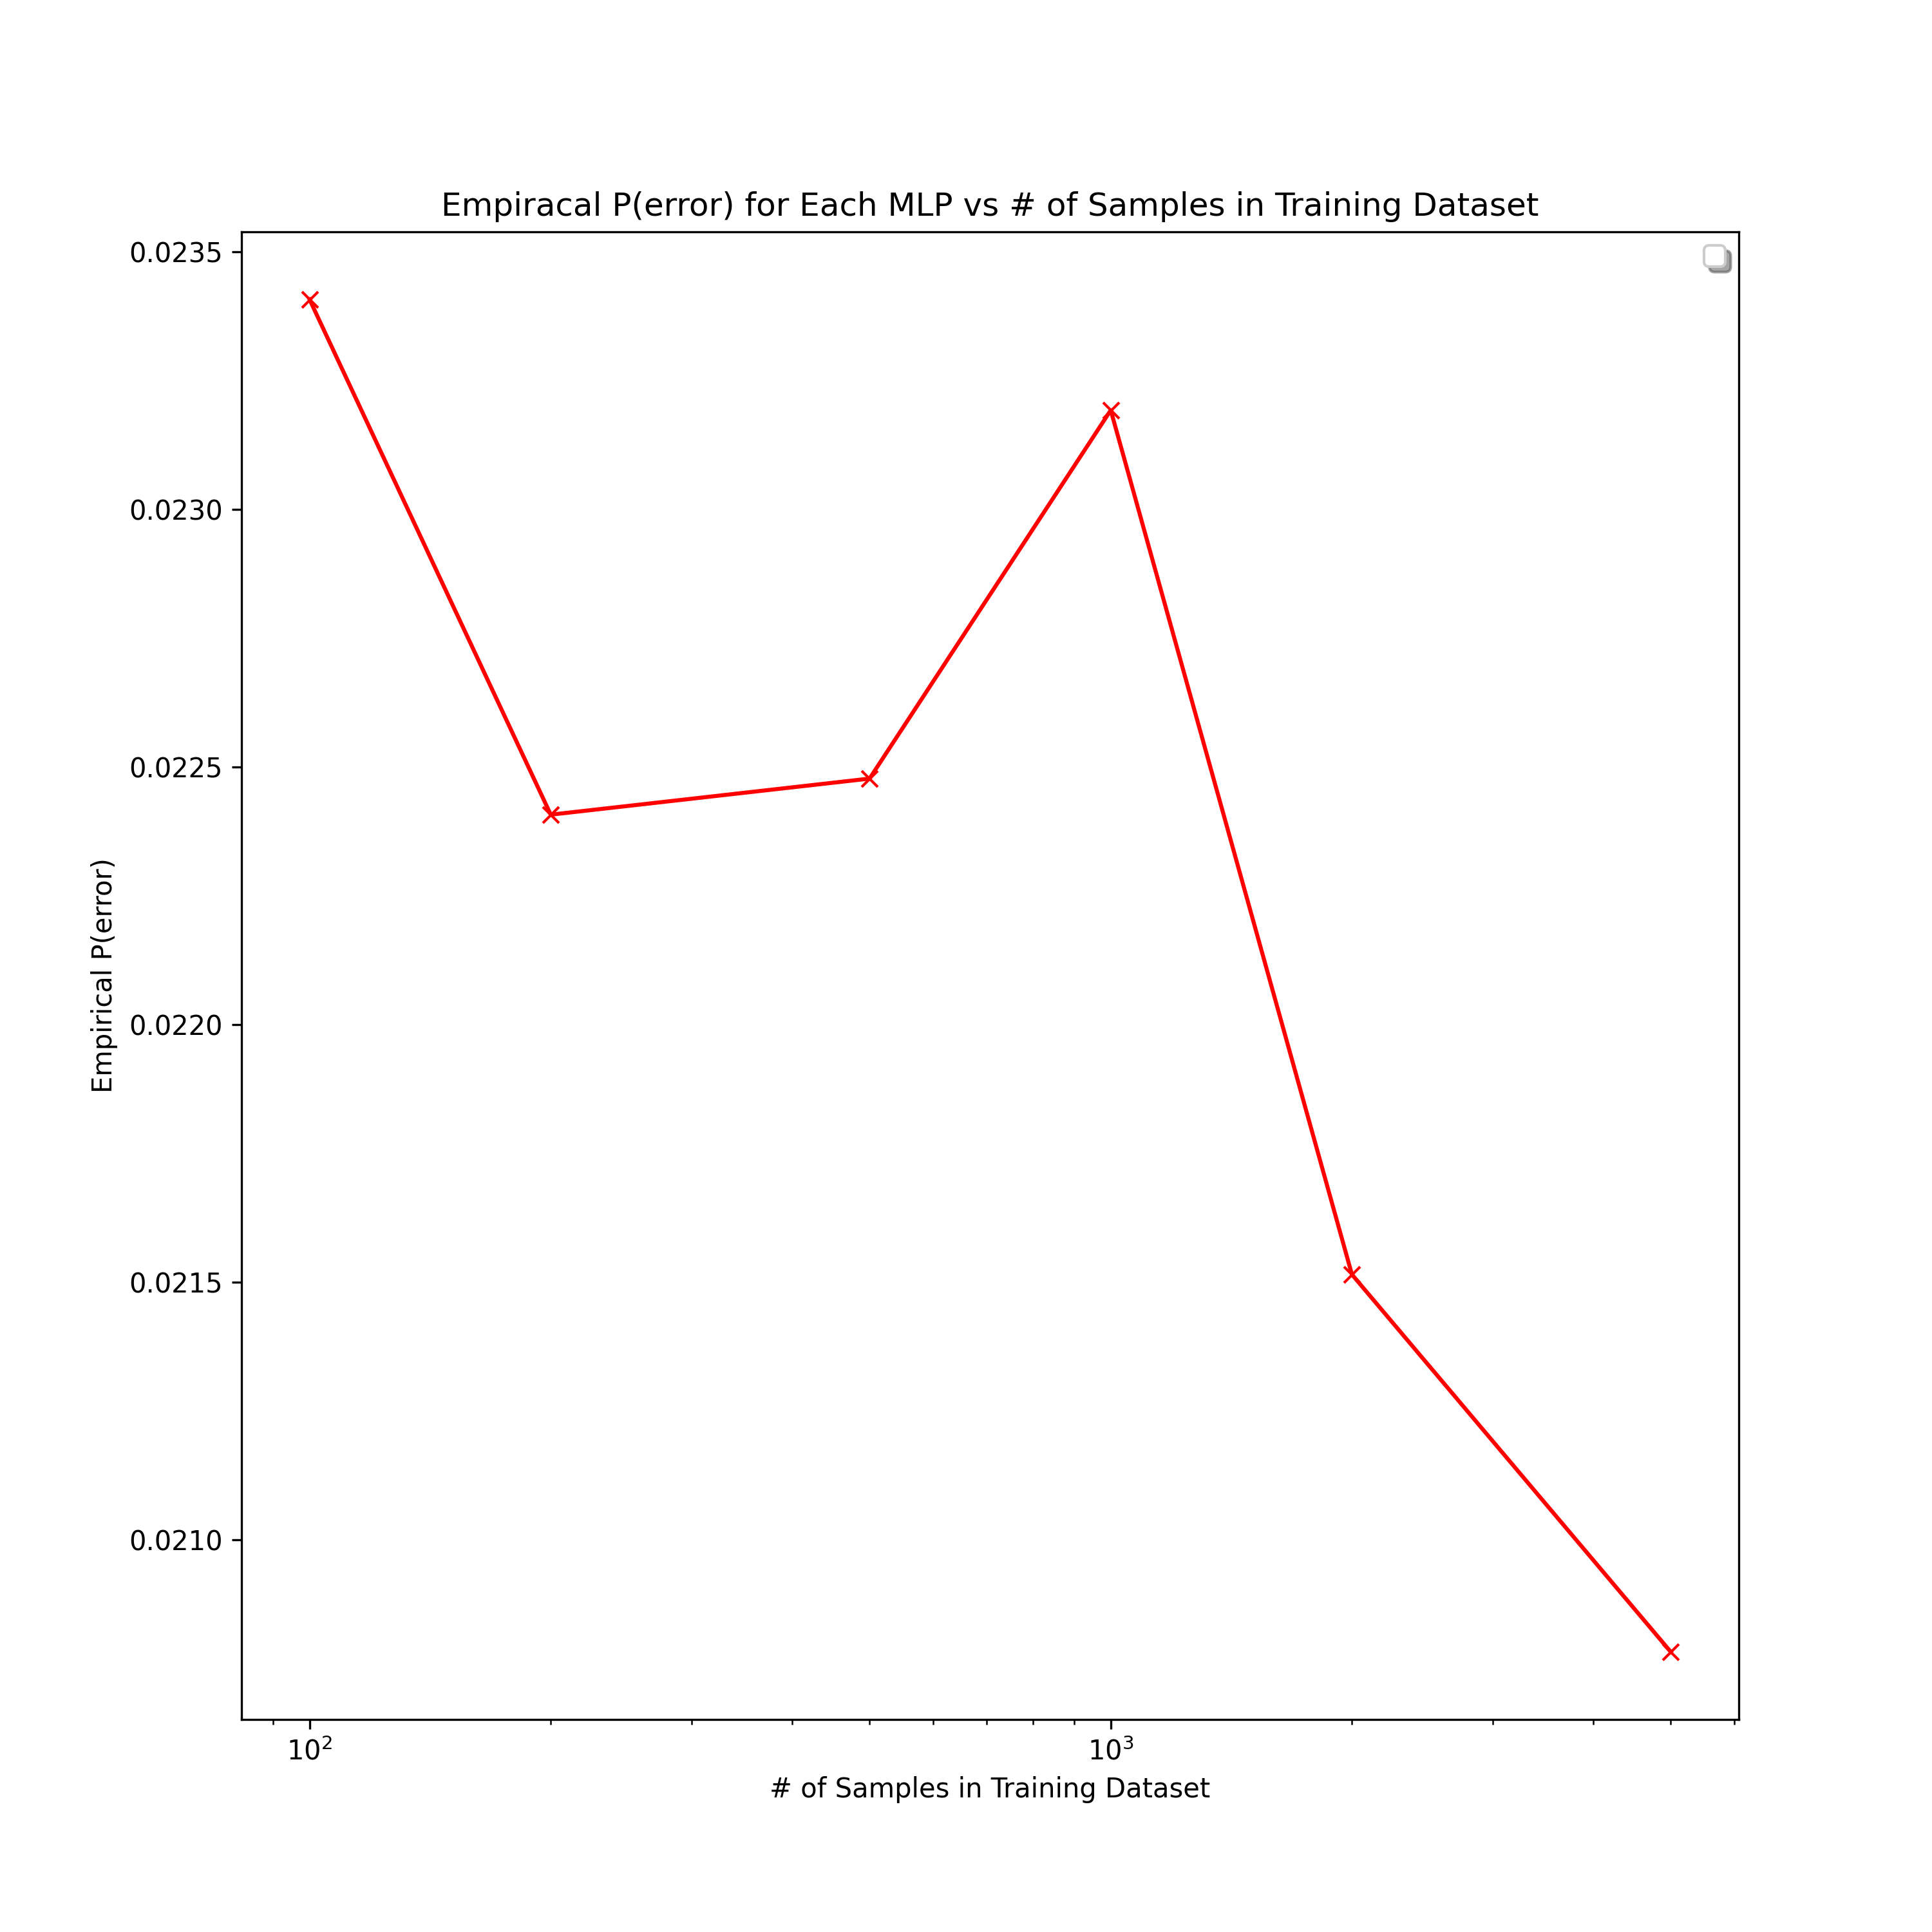 Empiracal P(error) for Each MLP vs # of Samples in Training Dataset
0.0235
0.0230
0.0225
0.0220
0.0215
0.0210
Empirical P(error)
10² 10³
# of Samples in Training Dataset